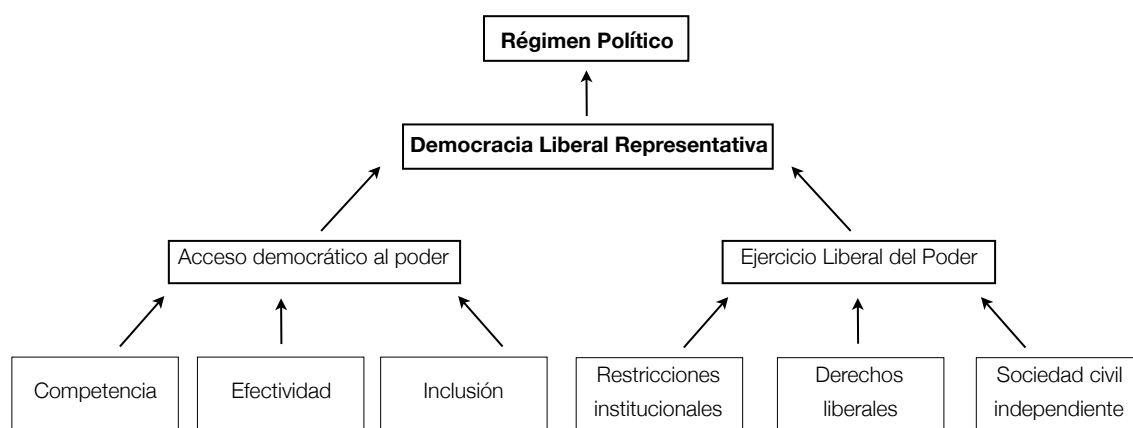 Régimen Político
Democracia Liberal Representativa
Acceso democrático al poder
Ejercicio Liberal del Poder
Competencia
Efectividad
Inclusión
Restricciones
institucionales
Derechos
liberales
Sociedad civil
independiente